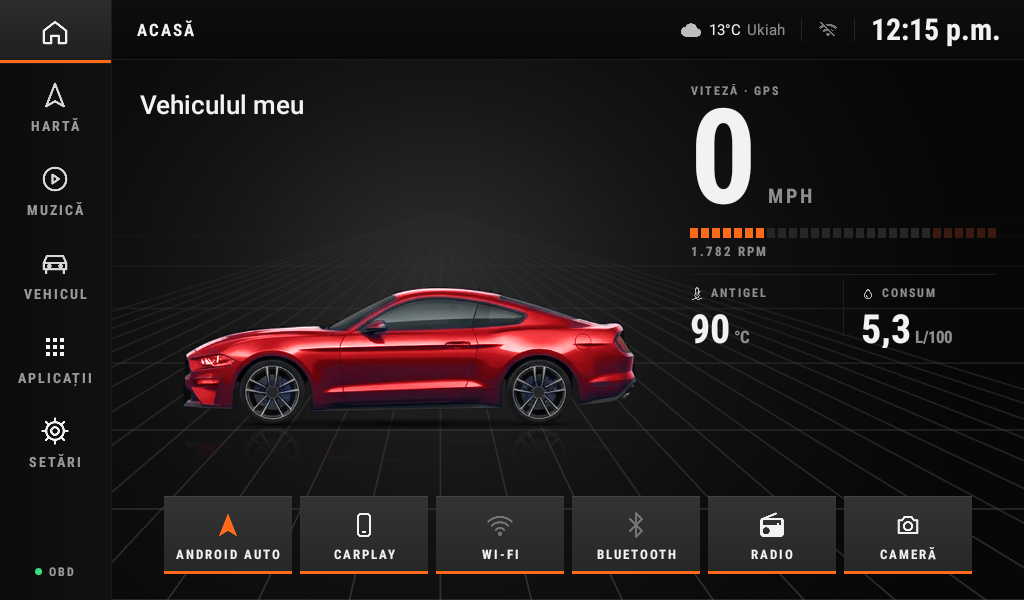 ACASĂ
13°C Ukiah
12:15 p.m.
HARTĂ
MUZICĂ
VEHICUL
APLICAȚII
SETĂRI
OBD
Vehiculul meu
VITEZĂ · GPS
0 MPH
1.782 RPM
ANTIGEL
90 °C
CONSUM
5,3 L/100
ANDROID AUTO
CARPLAY
WI-FI
BLUETOOTH
RADIO
CAMERĂ